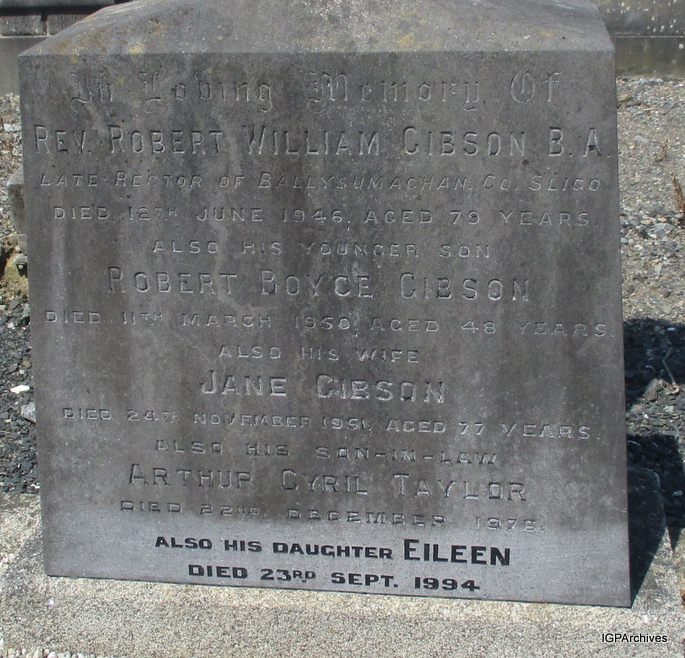 In Loving Memory Of
REV. ROBERT WILLIAM GIBSON B.A.
LATE RECTOR OF BALLYSUMAGHAN, CO. SLIGO
DIED 12TH JUNE 1946, AGED 79 YEARS.
ALSO HIS YOUNGER SON
ROBERT BOYCE GIBSON
DIED 11TH MARCH 1950, AGED 48 YEARS.
ALSO HIS WIFE
JANE GIBSON
DIED 24TH NOVEMBER 1951, AGED 77 YEARS.
ALSO HIS SON-IN-LAW
ARTHUR CYRIL TAYLOR
DIED 22ND DECEMBER 1979.
ALSO HIS DAUGHTER EILEEN
DIED 23RD SEPT. 1994
IGPArchives